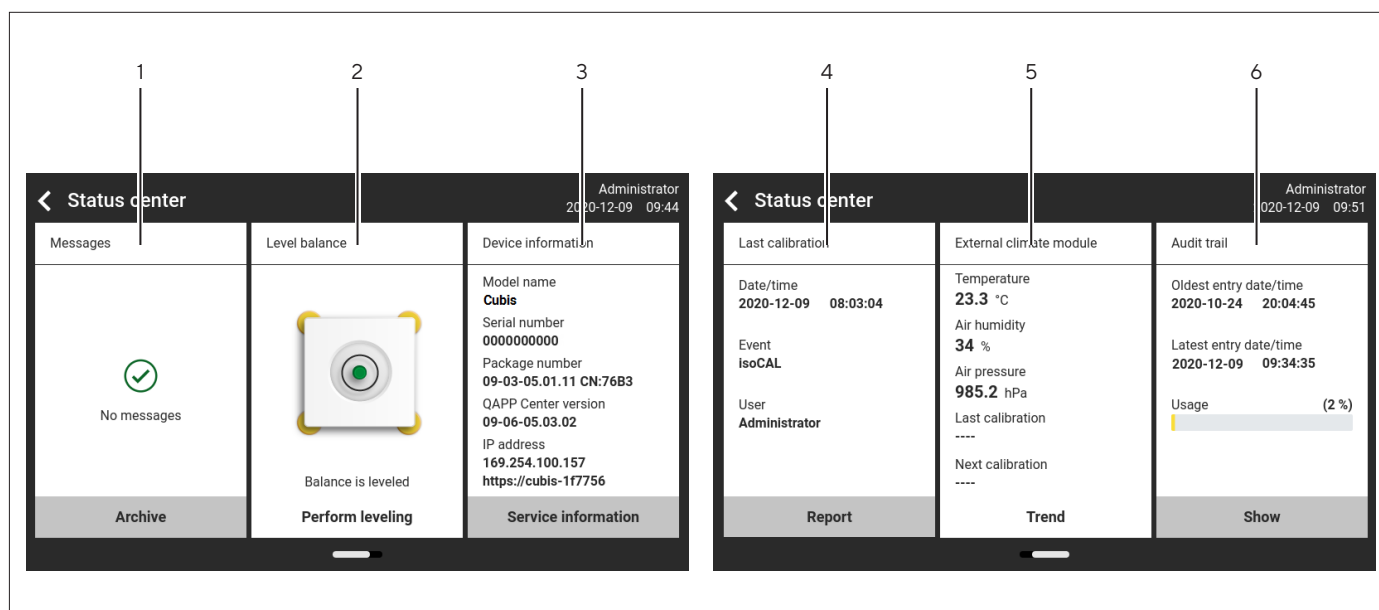 1
2
3
4
5
6
Status center
Administrator
2020-12-09 09:44
Messages
No messages
Archive
Level balance
Balance is leveled
Perform leveling
Device information
Model name
Cubis
Serial number
0000000000
Package number
09-03-05.01.11 CN:76B3
QAPP Center version
09-06-05.03.02
IP address
169.254.100.157
https://cubis-1f7756
Service information
Status center
Administrator
2020-12-09 09:51
Last calibration
Date/time
2020-12-09 08:03:04
Event
isoCAL
User
Administrator
Report
External climate module
Temperature
23.3 °C
Air humidity
34 %
Air pressure
985.2 hPa
Last calibration
----
Next calibration
----
Trend
Audit trail
Oldest entry date/time
2020-10-24 20:04:45
Latest entry date/time
2020-12-09 09:34:35
Usage (2 %)
Show